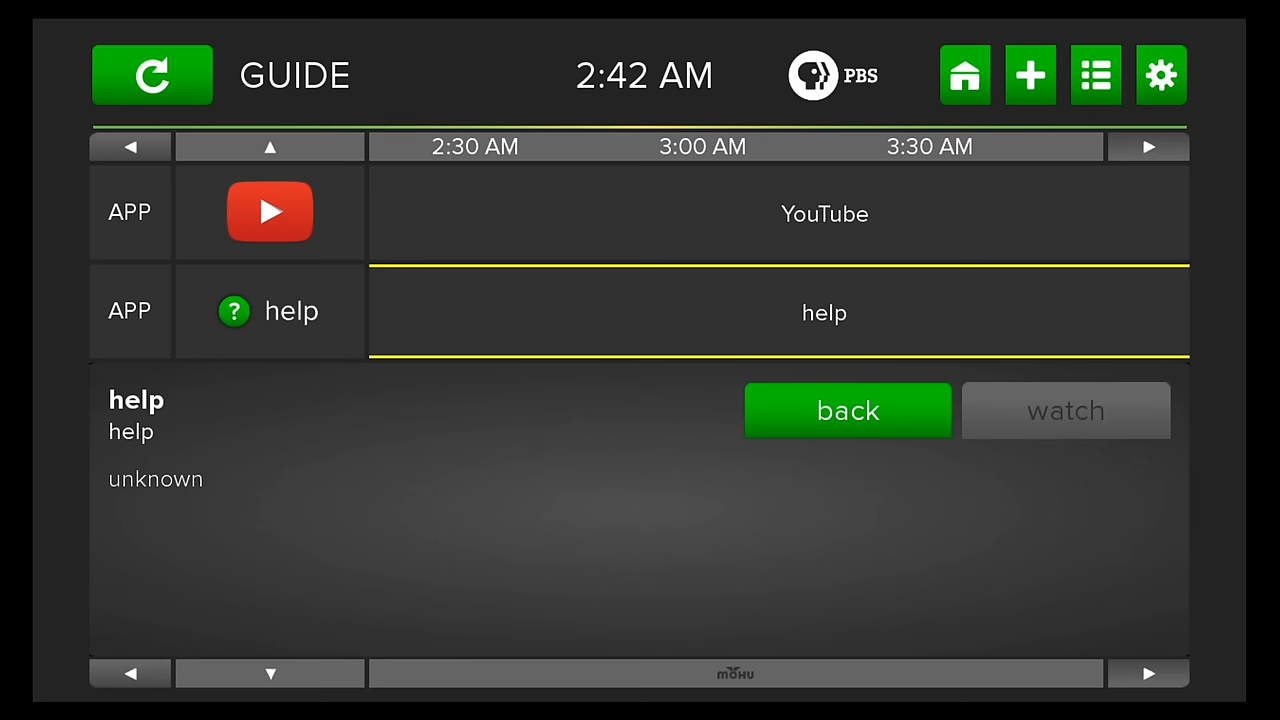 GUIDE 2:42 AM PBS
2:30 AM 3:00 AM 3:30 AM
APP YouTube
APP ? help help
help
help
unknown
back watch
mohu